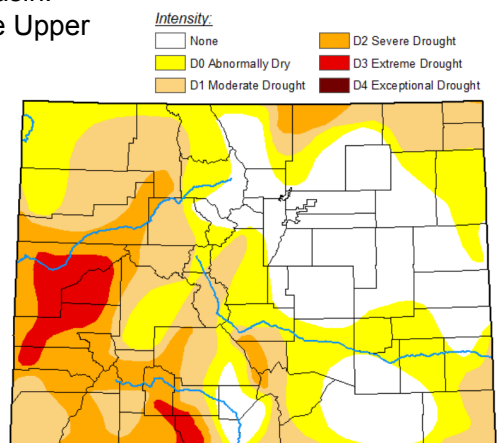 e Upper
Intensity:
None
D0 Abnormally Dry
D1 Moderate Drought
D2 Severe Drought
D3 Extreme Drought
D4 Exceptional Drought